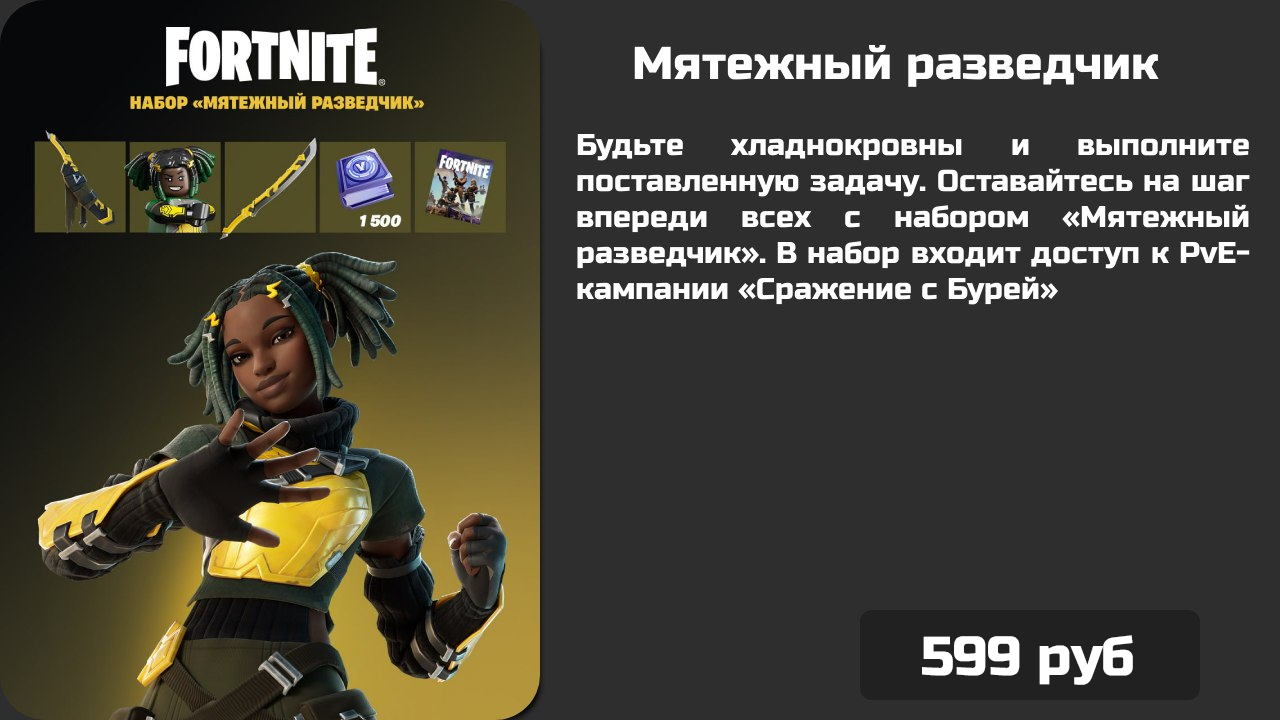 FORTNITE
НАБОР «МЯТЕЖНЫЙ РАЗВЕДЧИК»
1 500
FORTNITE
Мятежный разведчик
Будьте хладнокровны и выполните
поставленную задачу. Оставайтесь на шаг
впереди всех с набором «Мятежный
разведчик». В набор входит доступ к PvE-
кампании «Сражение с Бурей»
599 руб